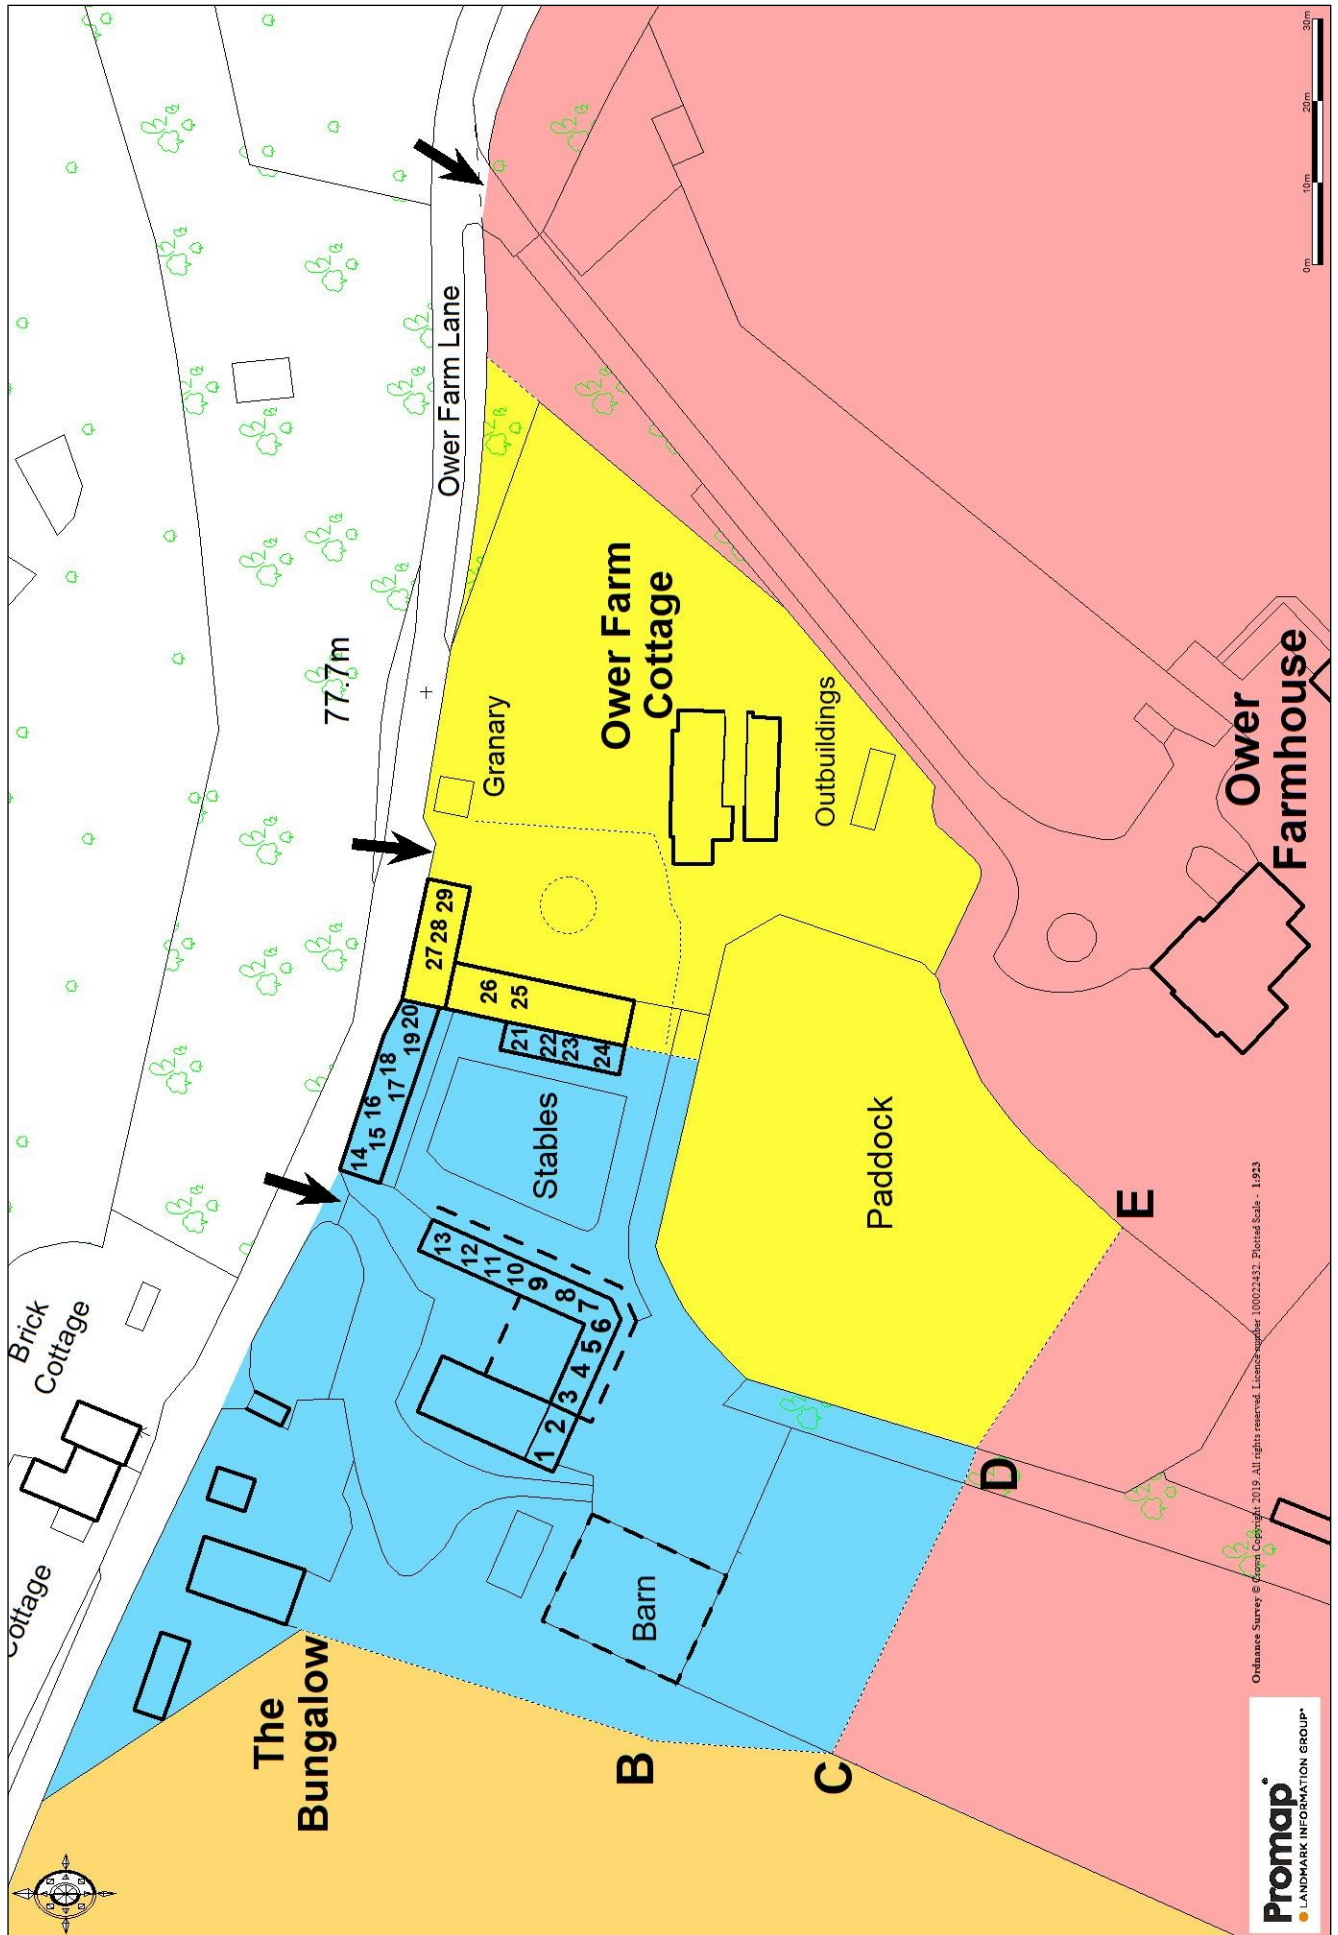 Brick
Cottage
Cottage
77.7m
Ower Farm Lane
The
Bungalow
14
15
16
17
18
19
20
27
28
29
Granary
26
25
21
22
23
24
Stables
13
12
11
10
9
8
7
6
5
4
3
2
1
Ower Farm
Cottage
Outbuildings
Barn
B
C
Paddock
D
E
Ower
Farmhouse
Ordnance Survey © Crown Copyright 2019. All rights reserved. Licence number 100022432. Plotted Scale - 1:923
0m 10m 20m 30m
Promap®
LANDMARK INFORMATION GROUP®